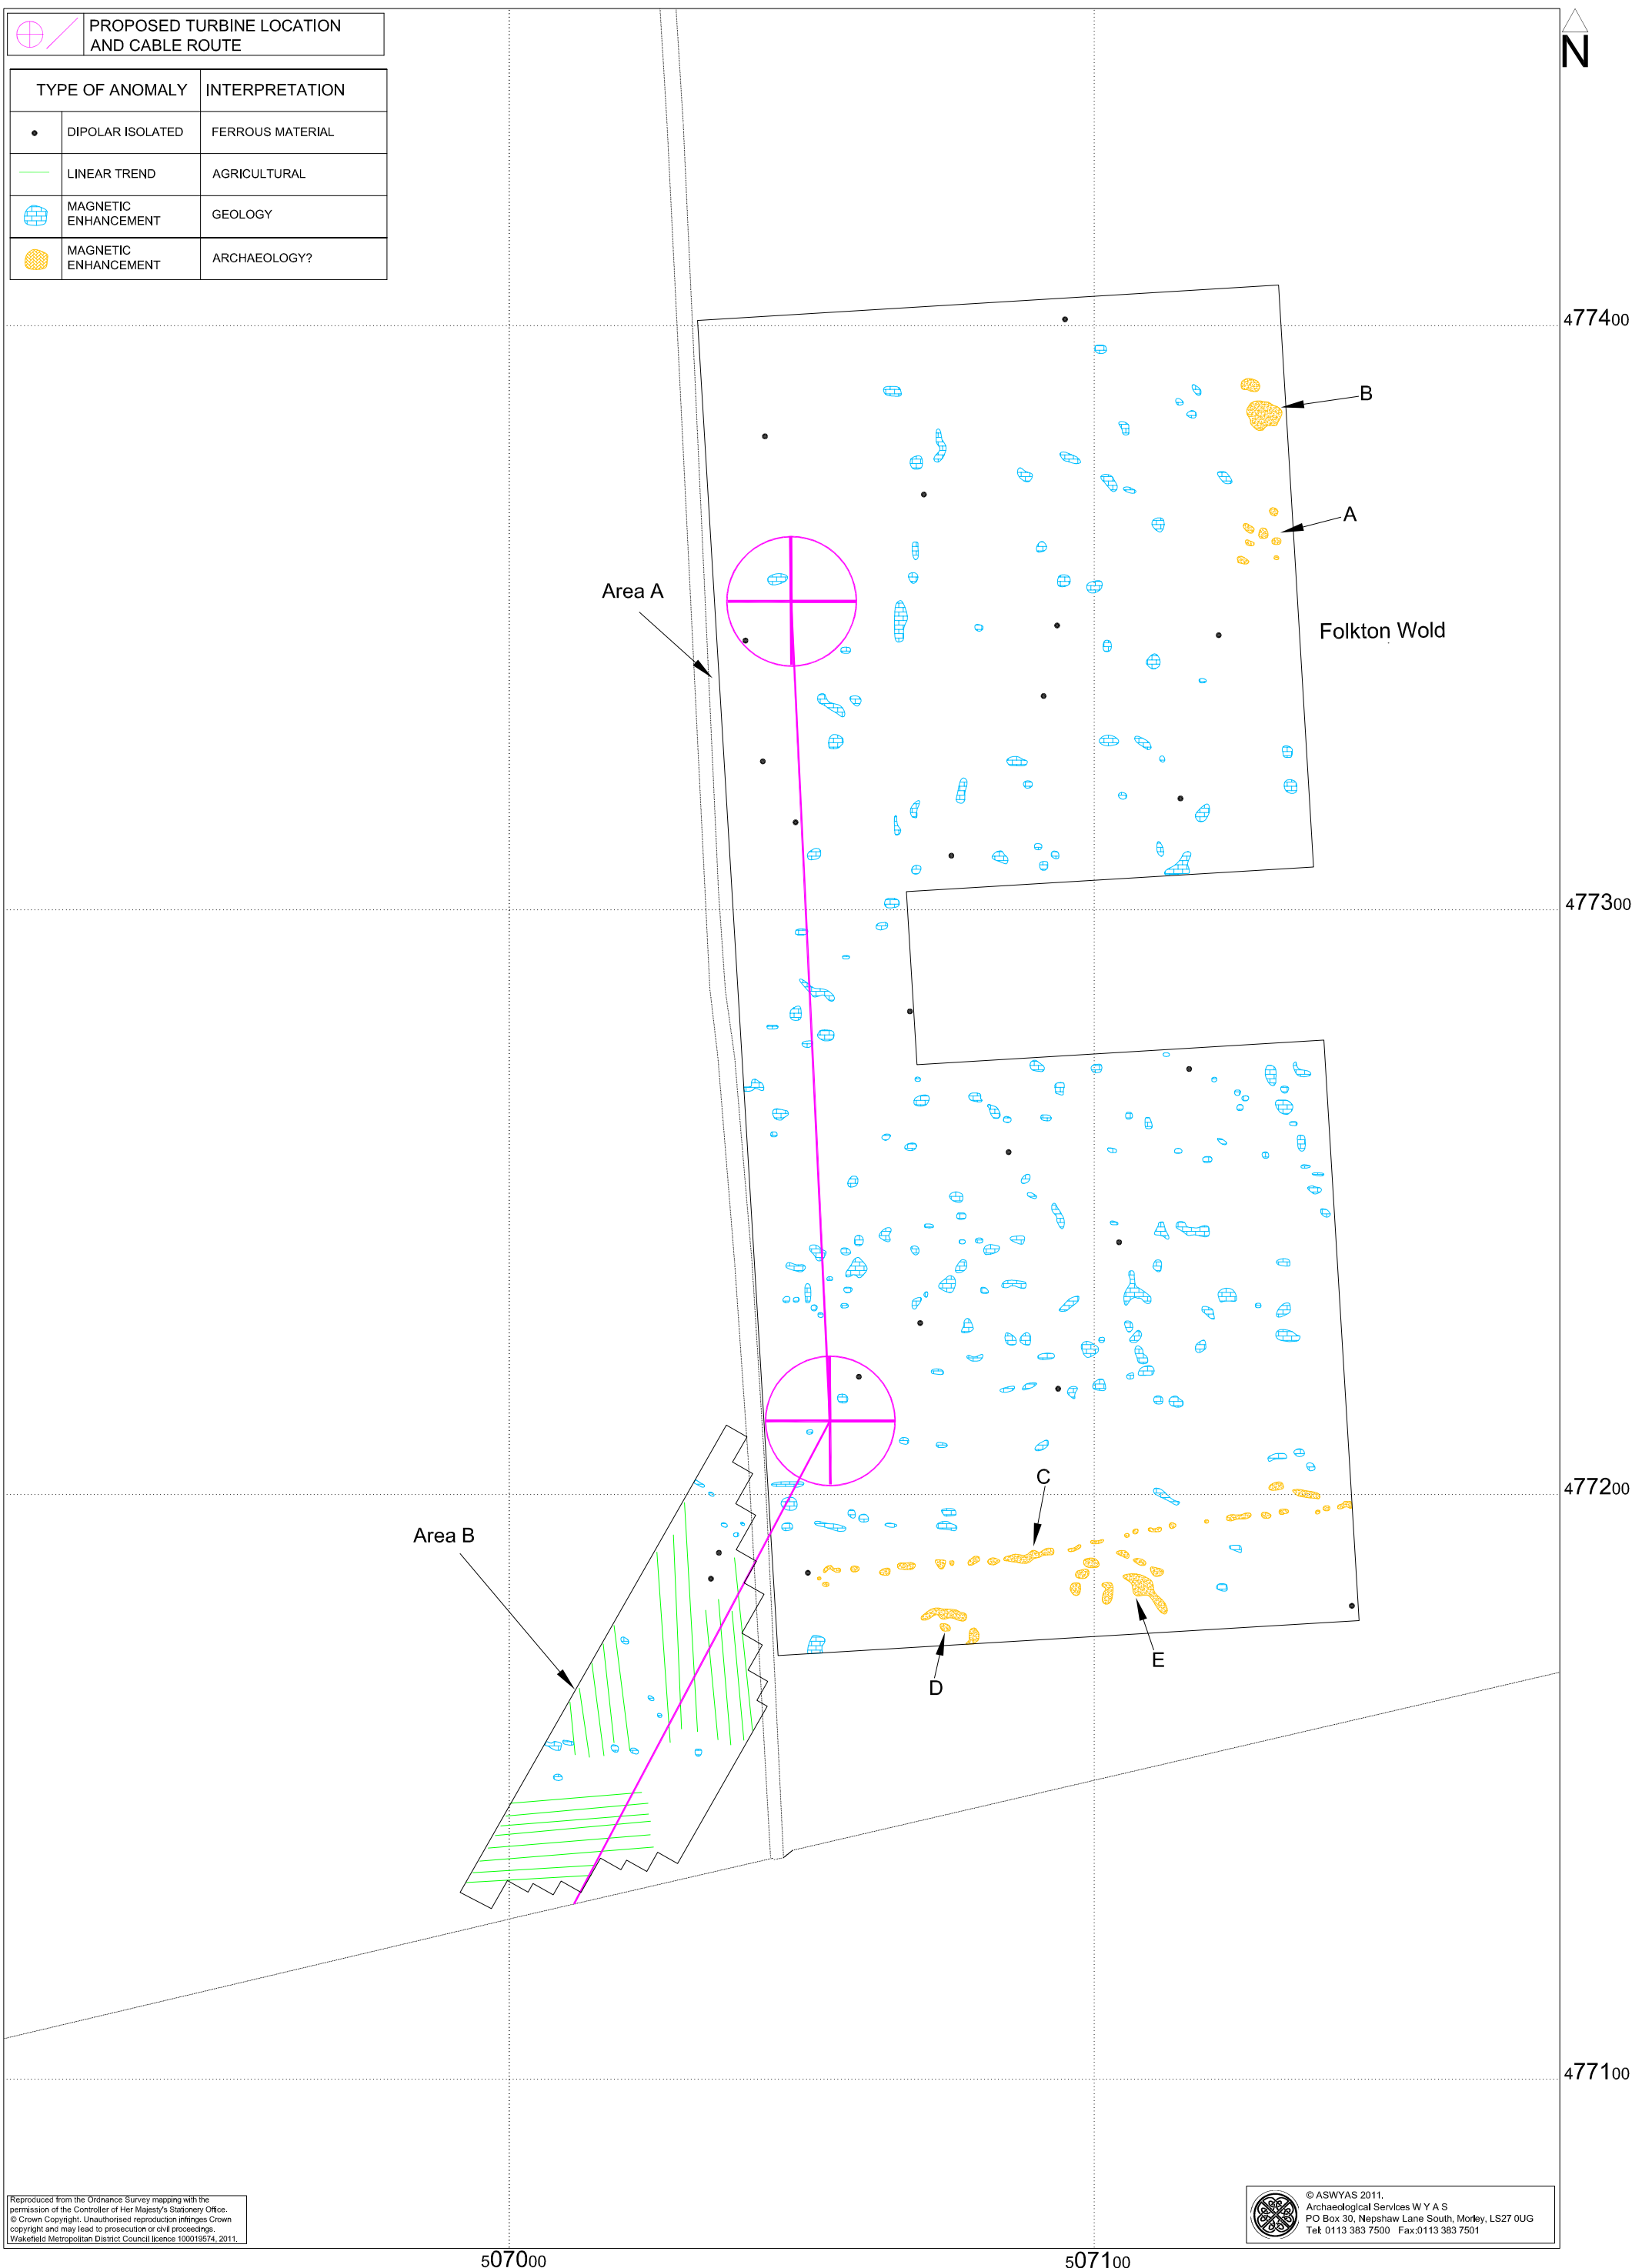 PROPOSED TURBINE LOCATION
AND CABLE ROUTE
N
TYPE OF ANOMALY INTERPRETATION
DIPOLAR ISOLATED FERROUS MATERIAL
LINEAR TREND AGRICULTURAL
MAGNETIC
ENHANCEMENT
GEOLOGY
MAGNETIC
ENHANCEMENT
ARCHAEOLOGY?
477400
B
A
Area A
Folkton Wold
477300
C
477200
Area B
E
D
477100
Reproduced from the Ordnance Survey mapping with the
permission of the Controller of Her Majesty's Stationery Office.
© Crown Copyright. Unauthorised reproduction infringes Crown
copyright and may lead to prosecution or civil proceedings.
Wakefield Metropolitan District Council licence 100019574, 2011.
© ASWYAS 2011.
Archaeological Services W Y A S
PO Box 30, Nepshaw Lane South, Morley, LS27 0UG
Tel: 0113 383 7500 Fax:0113 383 7501
507000
507100